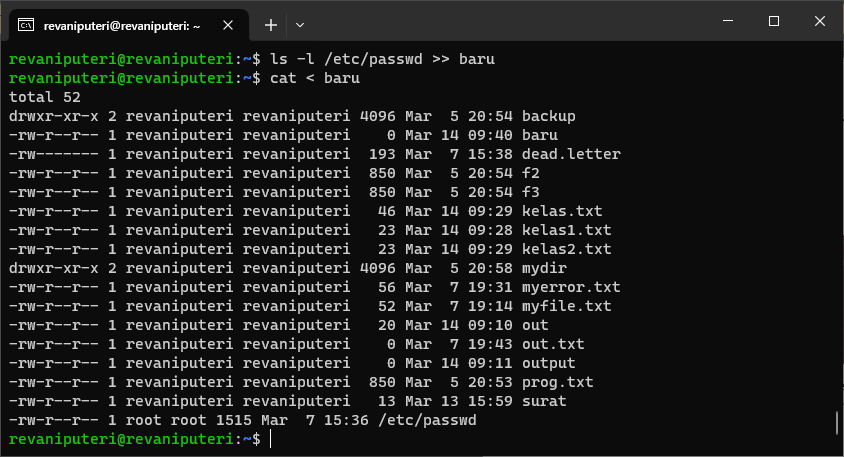 revaniputeri@revaniputeri: ~
revaniputeri@revaniputeri:~$ ls -l /etc/passwd >> baru
revaniputeri@revaniputeri:~$ cat < baru
total 52
drwxr-xr-x 2 revaniputeri revaniputeri 4096 Mar  5 20:54 backup
-rw-r--r-- 1 revaniputeri revaniputeri    0 Mar 14 09:40 baru
-rw------- 1 revaniputeri revaniputeri  193 Mar  7 15:38 dead.letter
-rw-r--r-- 1 revaniputeri revaniputeri  850 Mar  5 20:54 f2
-rw-r--r-- 1 revaniputeri revaniputeri  850 Mar  5 20:54 f3
-rw-r--r-- 1 revaniputeri revaniputeri   46 Mar 14 09:29 kelas.txt
-rw-r--r-- 1 revaniputeri revaniputeri   23 Mar 14 09:28 kelas1.txt
-rw-r--r-- 1 revaniputeri revaniputeri   23 Mar 14 09:29 kelas2.txt
drwxr-xr-x 2 revaniputeri revaniputeri 4096 Mar  5 20:58 mydir
-rw-r--r-- 1 revaniputeri revaniputeri   56 Mar  7 19:31 myerror.txt
-rw-r--r-- 1 revaniputeri revaniputeri   52 Mar  7 19:14 myfile.txt
-rw-r--r-- 1 revaniputeri revaniputeri   20 Mar 14 09:10 out
-rw-r--r-- 1 revaniputeri revaniputeri    0 Mar  7 19:43 out.txt
-rw-r--r-- 1 revaniputeri revaniputeri    0 Mar 14 09:11 output
-rw-r--r-- 1 revaniputeri revaniputeri  850 Mar  5 20:53 prog.txt
-rw-r--r-- 1 revaniputeri revaniputeri   13 Mar 13 15:59 surat
-rw-r--r-- 1 root root 1515 Mar  7 15:36 /etc/passwd
revaniputeri@revaniputeri:~$